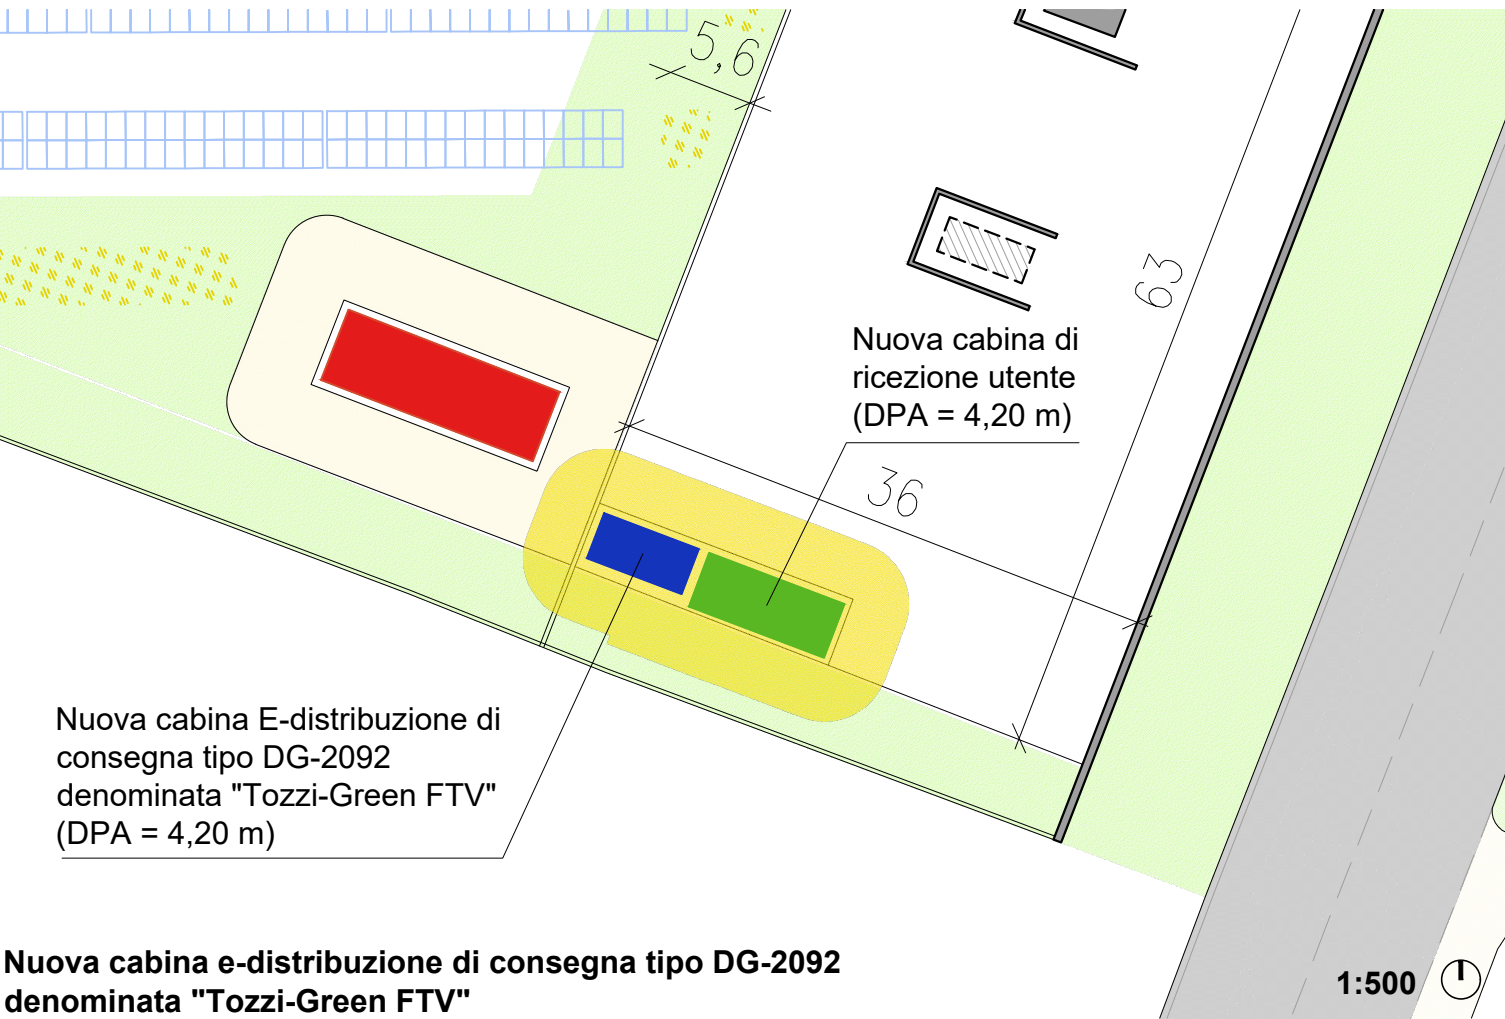 5,6
63
Nuova cabina di
ricezione utente
(DPA = 4,20 m)
36
Nuova cabina E-distribuzione di
consegna tipo DG-2092
denominata "Tozzi-Green FTV"
(DPA = 4,20 m)
Nuova cabina e-distribuzione di consegna tipo DG-2092
denominata "Tozzi-Green FTV"
1:500